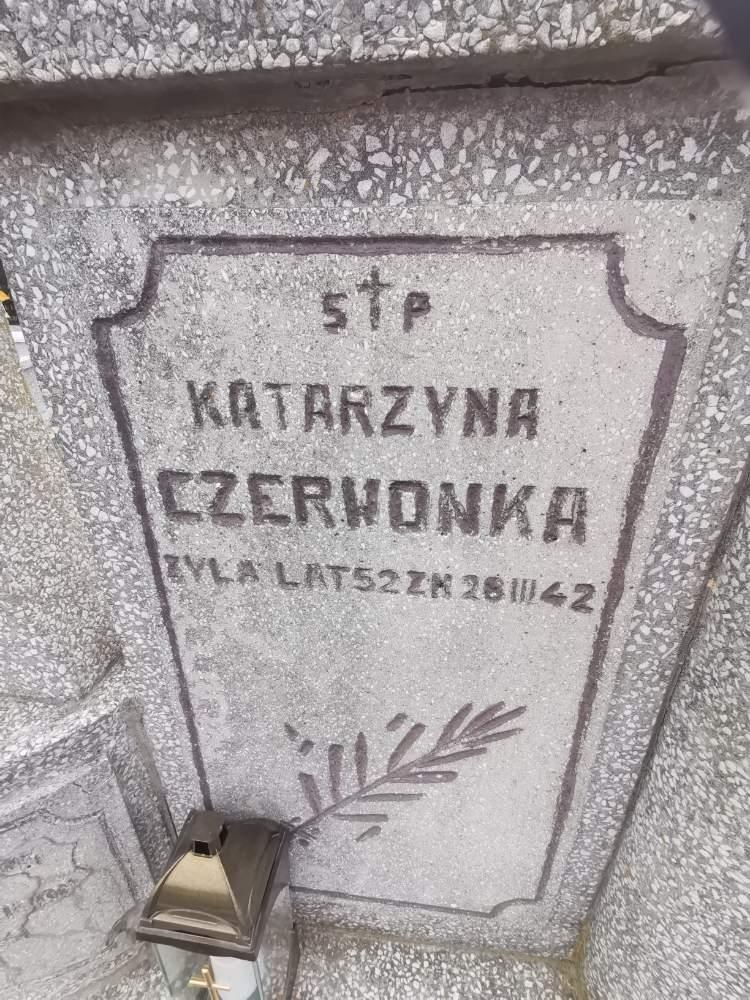 S † P
KATARZYNA
CZERWONKA
ŻYŁA LAT 52 ZM 28 III 42